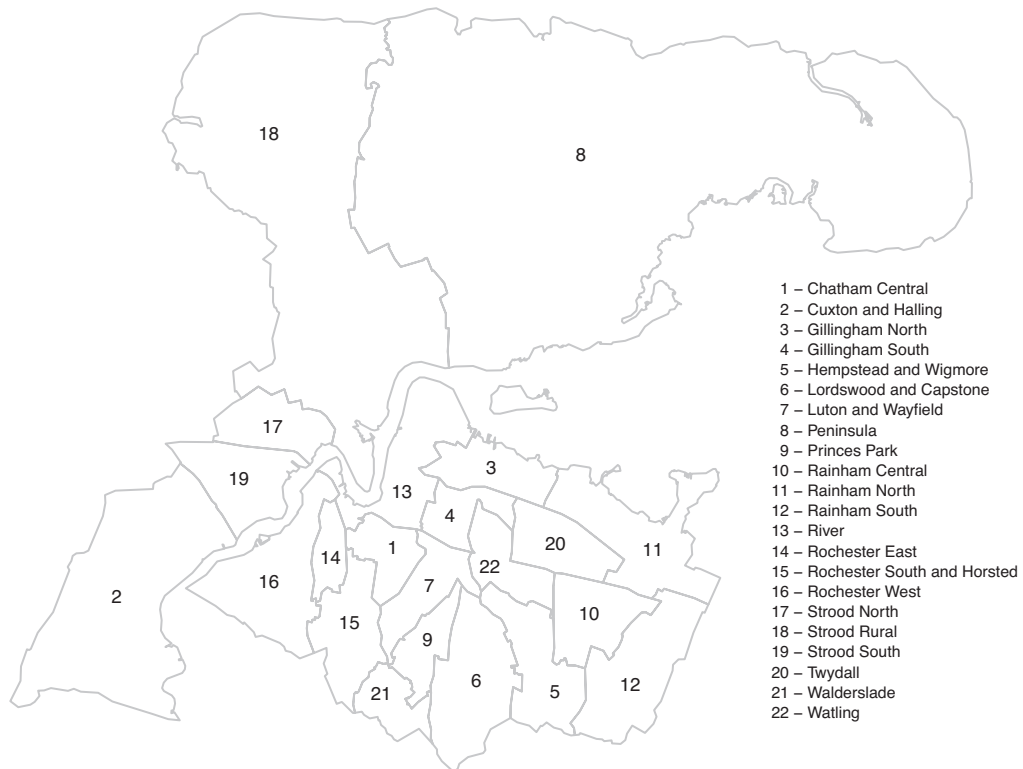 18
8
1 – Chatham Central
2 – Cuxton and Halling
3 – Gillingham North
4 – Gillingham South
5 – Hempstead and Wigmore
6 – Lordswood and Capstone
7 – Luton and Wayfield
8 – Peninsula
9 – Princes Park
10 – Rainham Central
11 – Rainham North
12 – Rainham South
13 – River
14 – Rochester East
15 – Rochester South and Horsted
16 – Rochester West
17 – Strood North
18 – Strood Rural
19 – Strood South
20 – Twydall
21 – Walderslade
22 – Watling
17
3
19
13
4
1
20
11
14
22
16
7
2
10
15
9
6
12
21
5